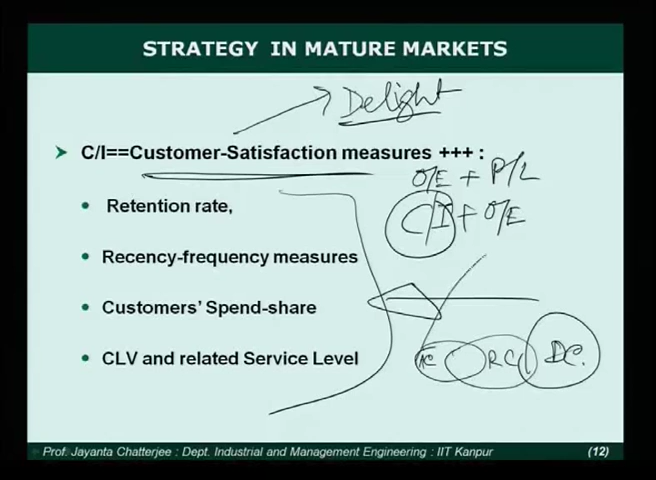 STRATEGY IN MATURE MARKETS
Delight
C/I==Customer-Satisfaction measures +++ :
O/E + P/L
Retention rate,
C/I + O/E
Recency-frequency measures
Customers' Spend-share
CLV and related Service Level
RC
DC.
Prof. Jayanta Chatterjee : Dept. Industrial and Management Engineering : IIT Kanpur
(12)